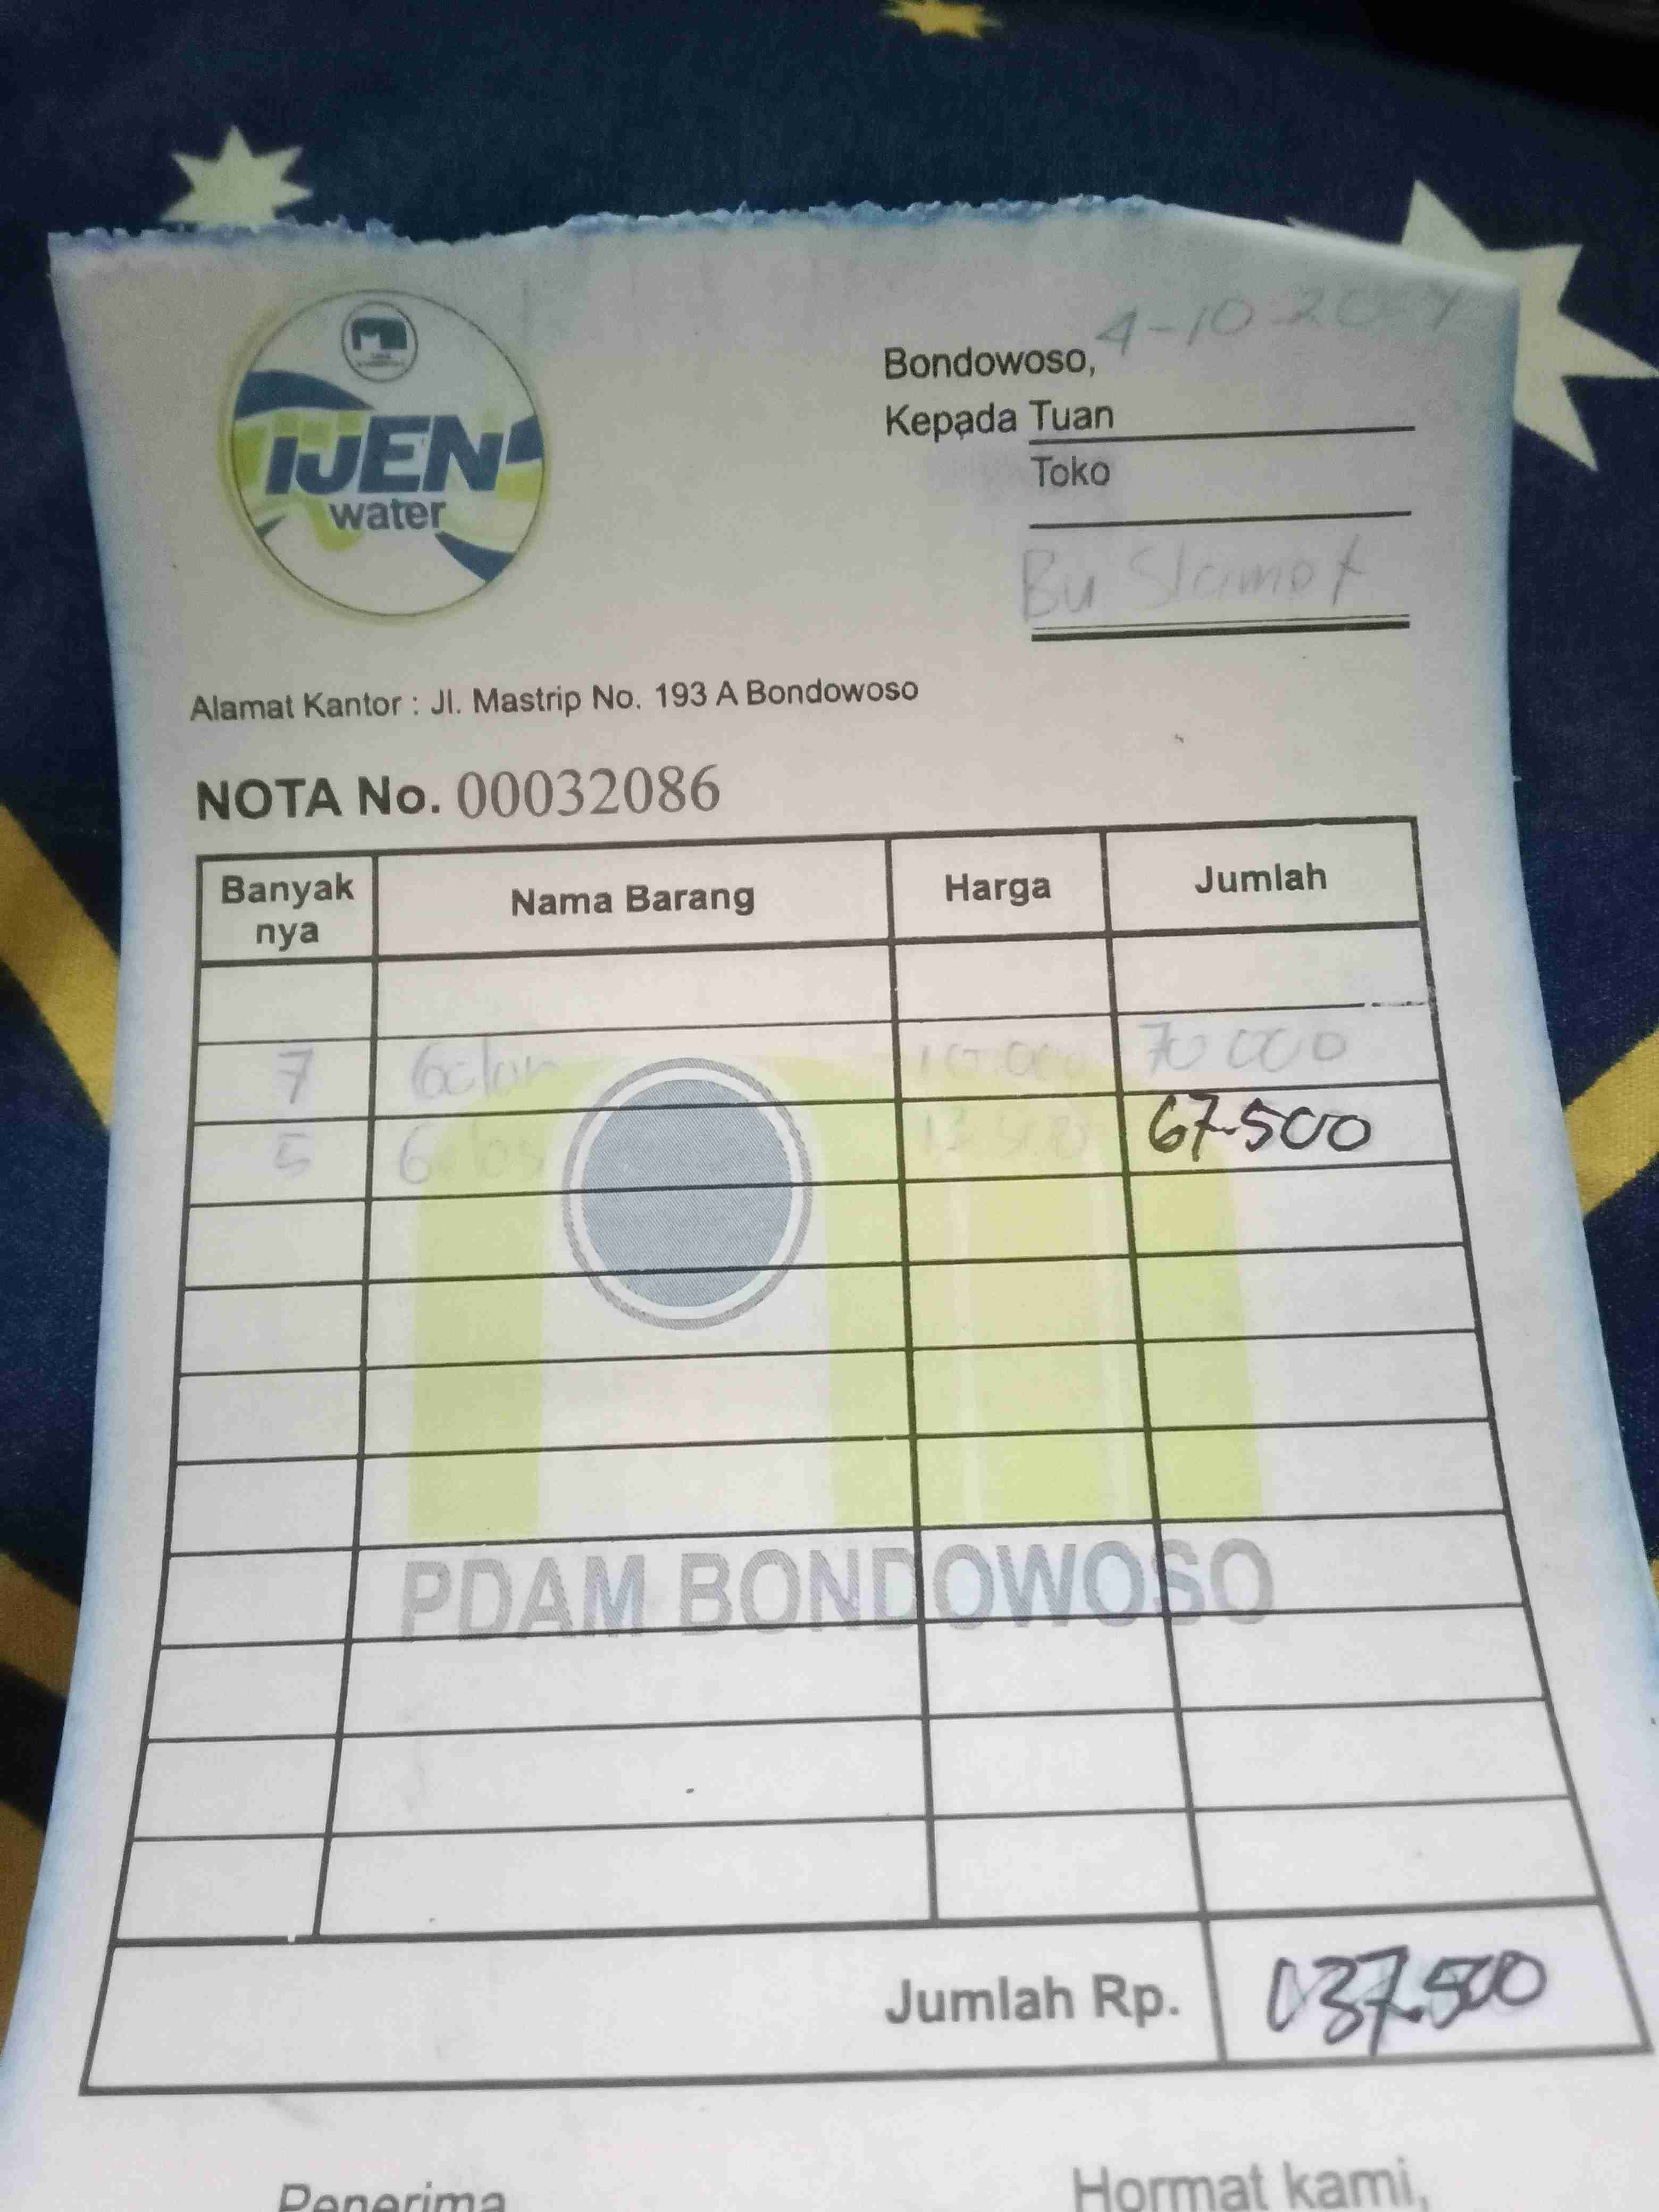 IJEN
water
Bondowoso, 4-10-20
Kepada Tuan
Toko
Bu Slamet
Alamat Kantor : Jl. Mastrip No. 193 A Bondowoso
NOTA No. 00032086
Banyak nya Nama Barang Harga Jumlah
7 Galon 10.000 70 000
5 Gelas 13 500 67.500
PDAM BONDOWOSO
Jumlah Rp. 137.500
Penerima Hormat kami,